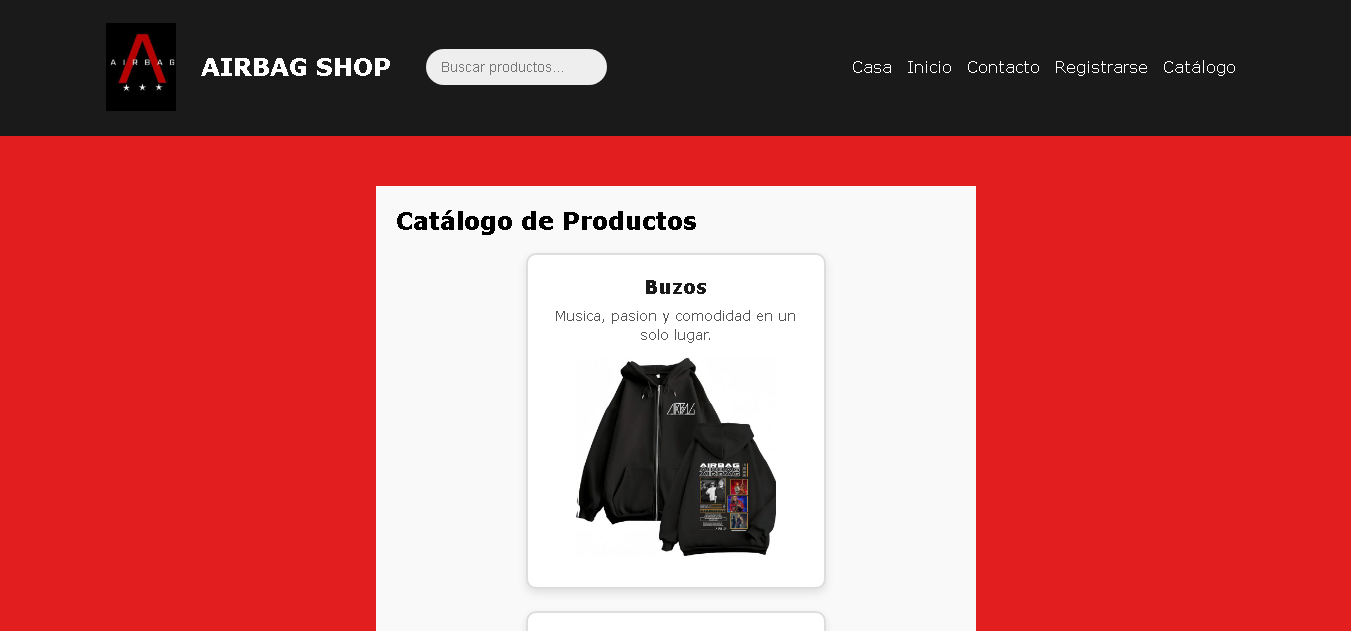 AIRBAG
AIRBAG SHOP
Buscar productos...
Casa Inicio Contacto Registrarse Catálogo
Catálogo de Productos
Buzos
Musica, pasion y comodidad en un
solo lugar.
AIRBAG
AIRBAG